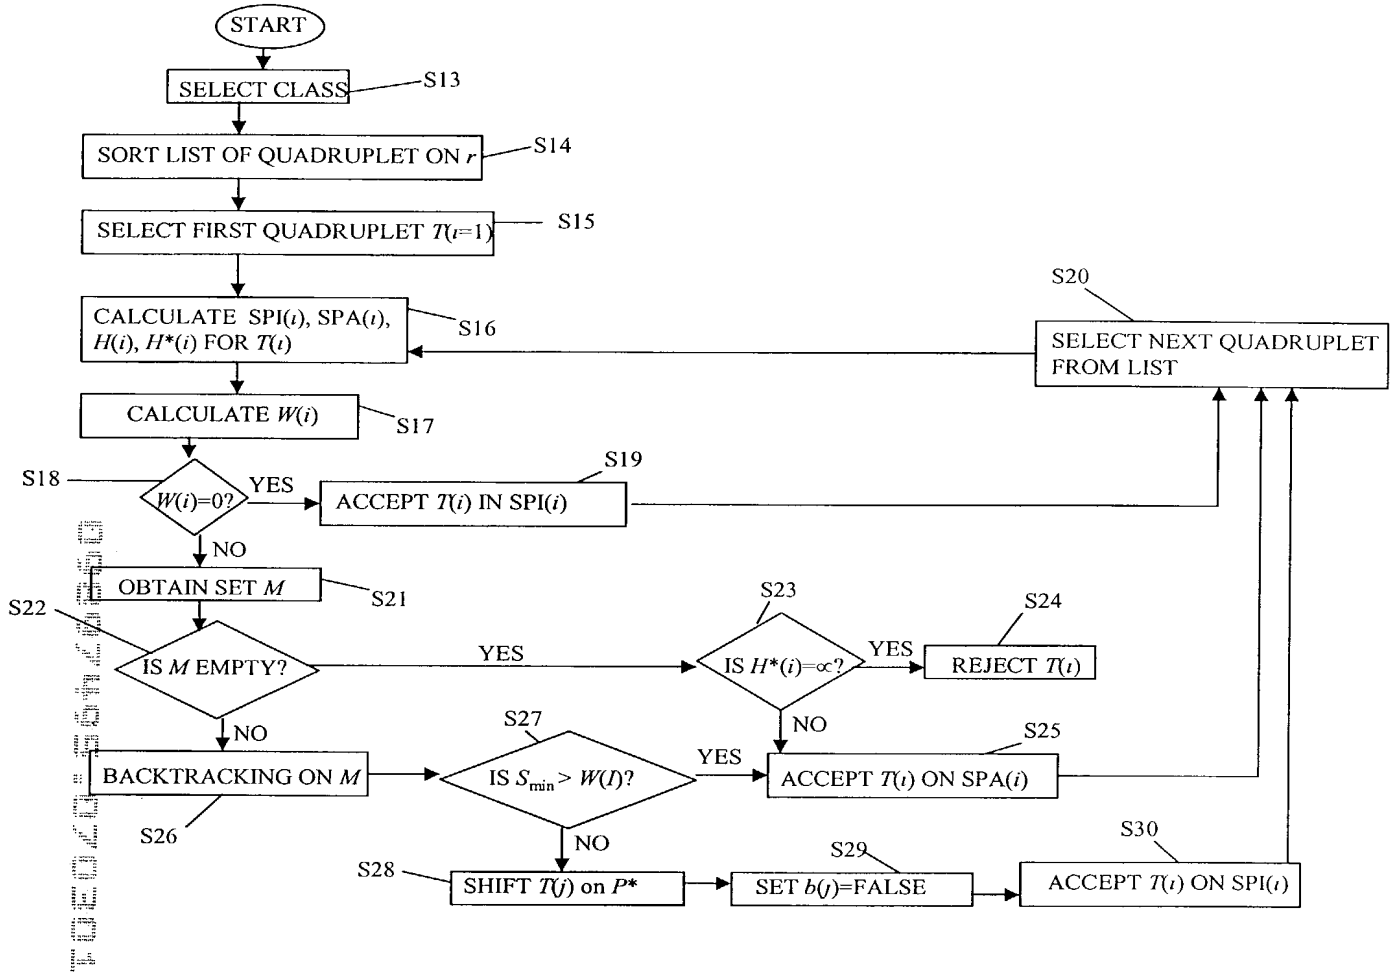 START
SELECT CLASS
S13
SORT LIST OF QUADRUPLET ON r
S14
SELECT FIRST QUADRUPLET T(ı=1)
S15
CALCULATE SPI(ı), SPA(ı),
H(i), H*(i) FOR T(ı)
S16
S20
SELECT NEXT QUADRUPLET
FROM LIST
CALCULATE W(i)
S17
S18
W(i)=0?
YES
S19
ACCEPT T(i) IN SPI(i)
NO
OBTAIN SET M
S21
S22
IS M EMPTY?
YES
S23
IS H*(i)=∝?
YES
S24
REJECT T(ı)
NO
NO
BACKTRACKING ON M
S26
S27
IS Smin > W(I)?
YES
S25
ACCEPT T(ı) ON SPA(i)
NO
S28
SHIFT T(j) on P*
S29
SET b(ȷ)=FALSE
S30
ACCEPT T(ı) ON SPI(ı)